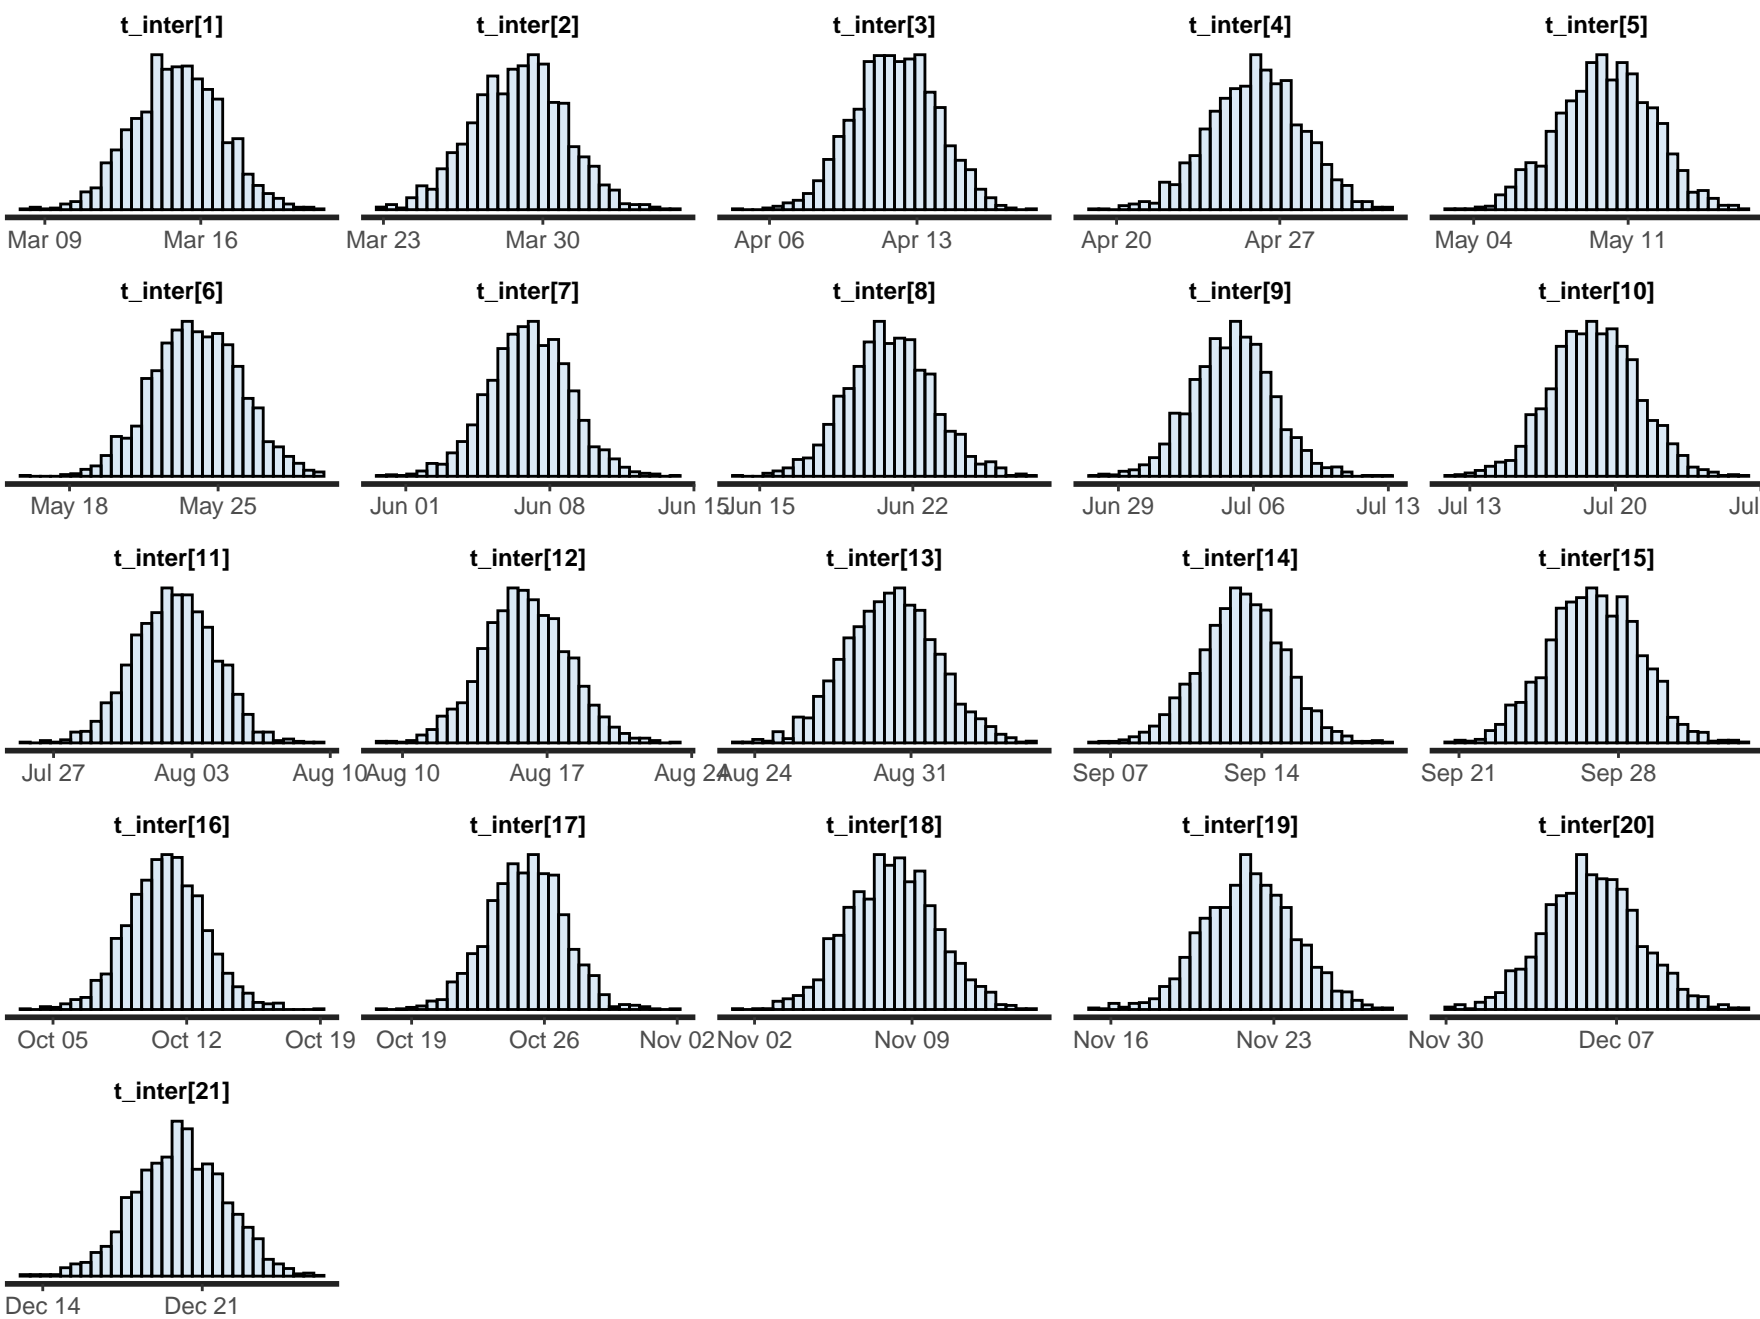 t_inter[1] t_inter[2] t_inter[3] t_inter[4] t_inter[5]
Mar 09 Mar 16 Mar 23 Mar 30 Apr 06 Apr 13 Apr 20 Apr 27 May 04 May 11
t_inter[6] t_inter[7] t_inter[8] t_inter[9] t_inter[10]
May 18 May 25 Jun 01 Jun 08 Jun 15 Jun 15 Jun 22 Jun 29 Jul 06 Jul 13 Jul 13 Jul 20 Jul
t_inter[11] t_inter[12] t_inter[13] t_inter[14] t_inter[15]
Jul 27 Aug 03 Aug 10 Aug 10 Aug 17 Aug 24 Aug 24 Aug 31 Sep 07 Sep 14 Sep 21 Sep 28
t_inter[16] t_inter[17] t_inter[18] t_inter[19] t_inter[20]
Oct 05 Oct 12 Oct 19 Oct 19 Oct 26 Nov 02 Nov 02 Nov 09 Nov 16 Nov 23 Nov 30 Dec 07
t_inter[21]
Dec 14 Dec 21